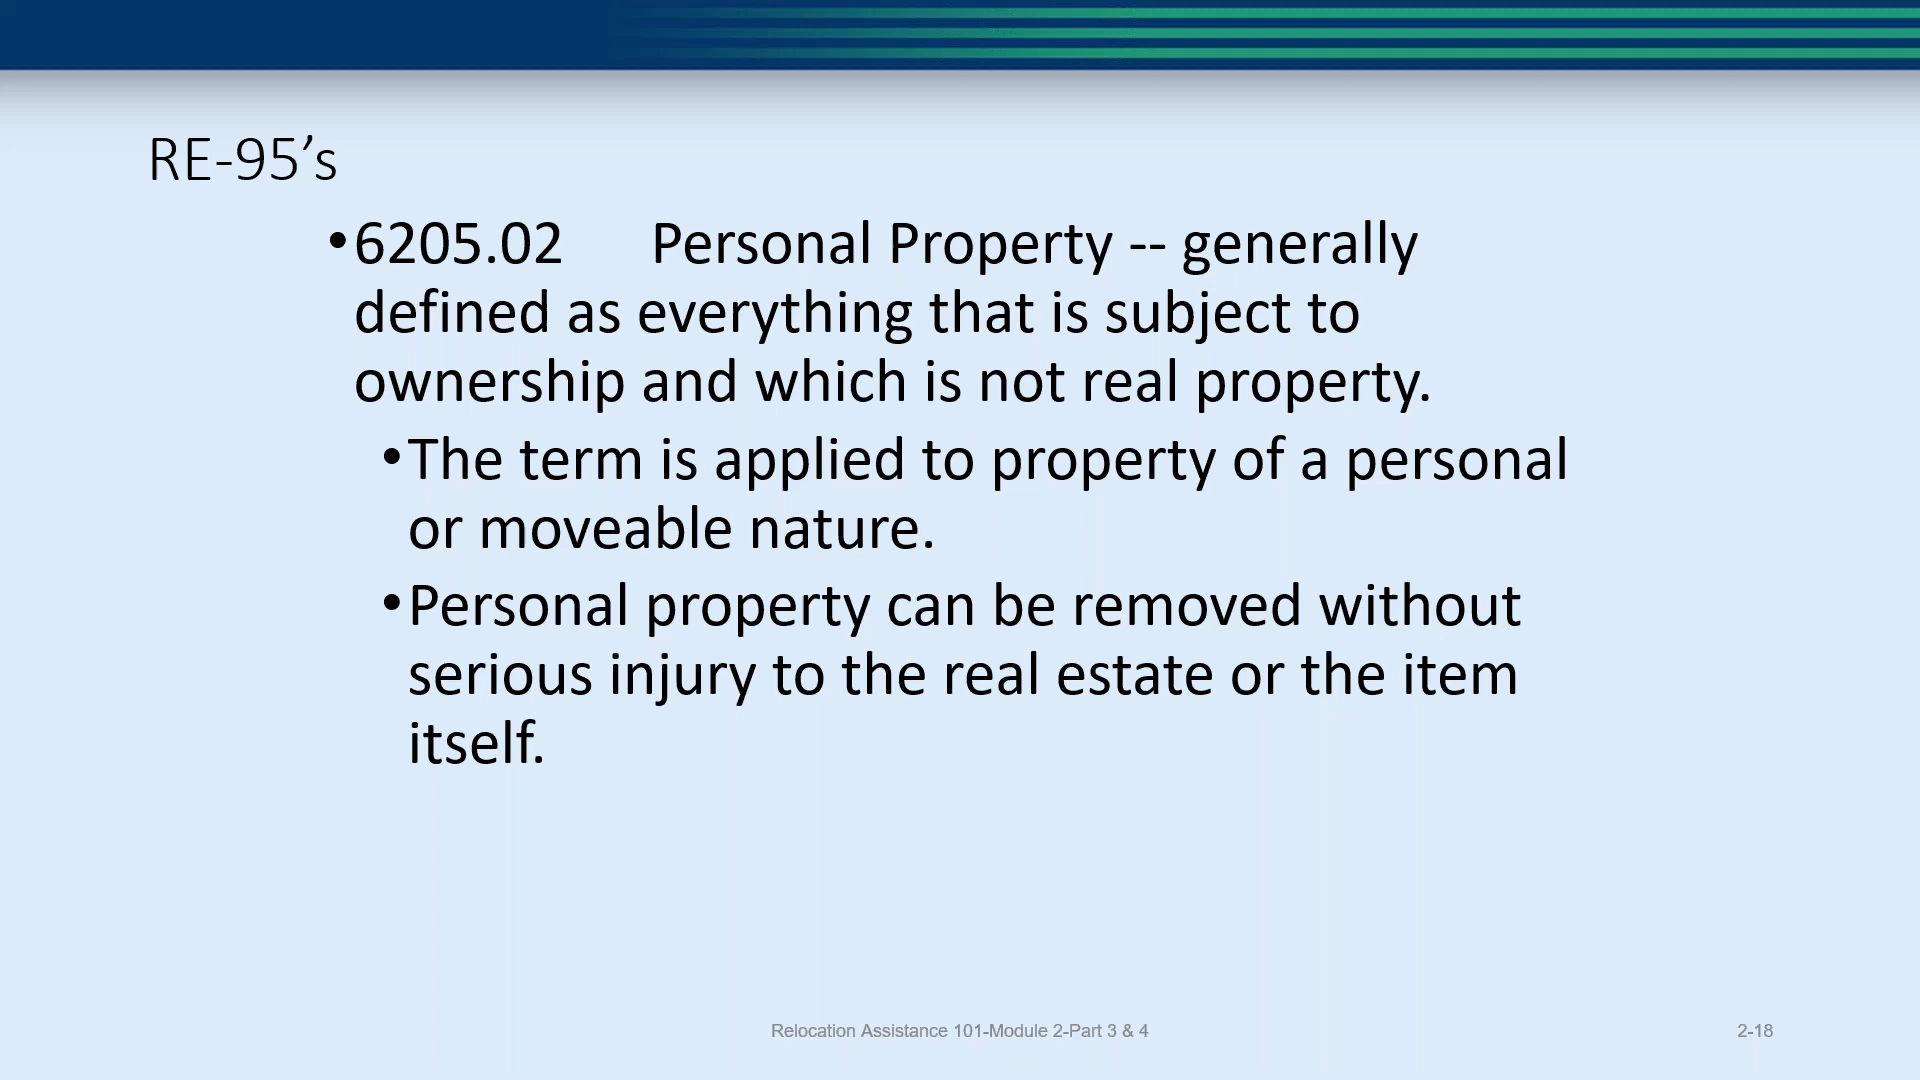 RE-95’s
•6205.02 Personal Property -- generally
defined as everything that is subject to
ownership and which is not real property.
•The term is applied to property of a personal
or moveable nature.
•Personal property can be removed without
serious injury to the real estate or the item
itself.
Relocation Assistance 101-Module 2-Part 3 & 4
2-18